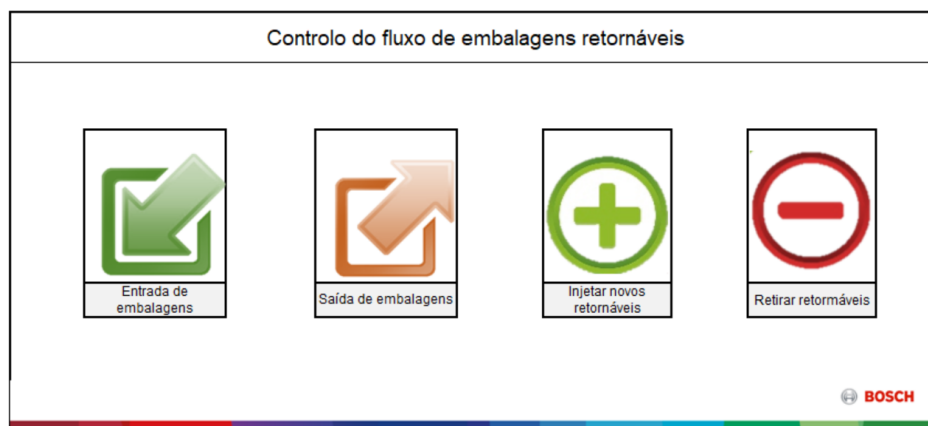 Controlo do fluxo de embalagens retornáveis
Entrada de
embalagens
Saída de embalagens
Injetar novos
retornáveis
Retirar retormáveis
BOSCH